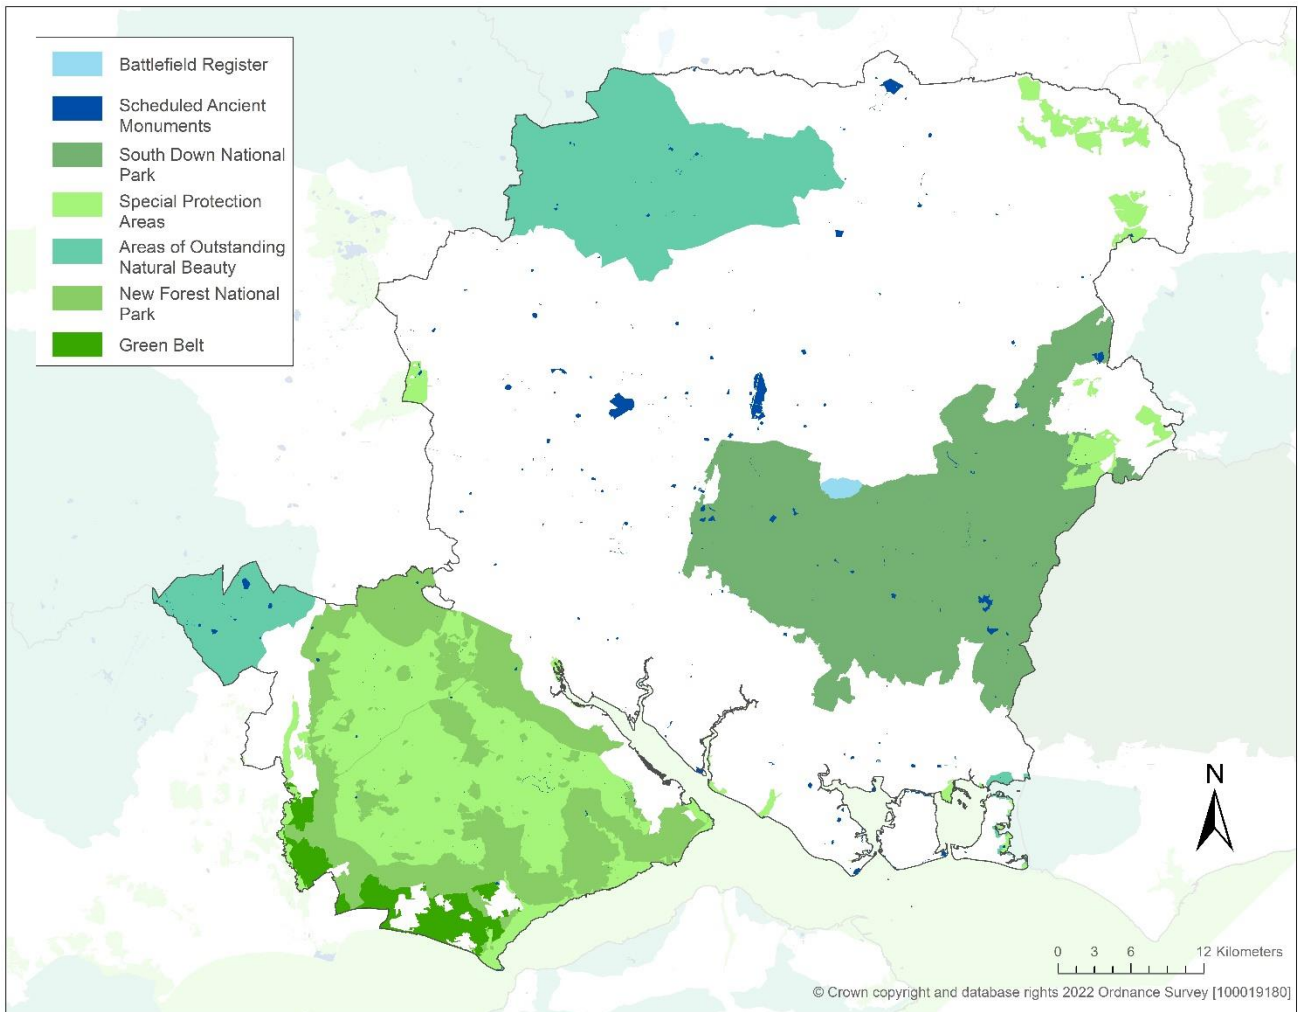 Battlefield Register
Scheduled Ancient
Monuments
South Down National
Park
Special Protection
Areas
Areas of Outstanding
Natural Beauty
New Forest National
Park
Green Belt
N
0 3 6 12 Kilometers
© Crown copyright and database rights 2022 Ordnance Survey [100019180]